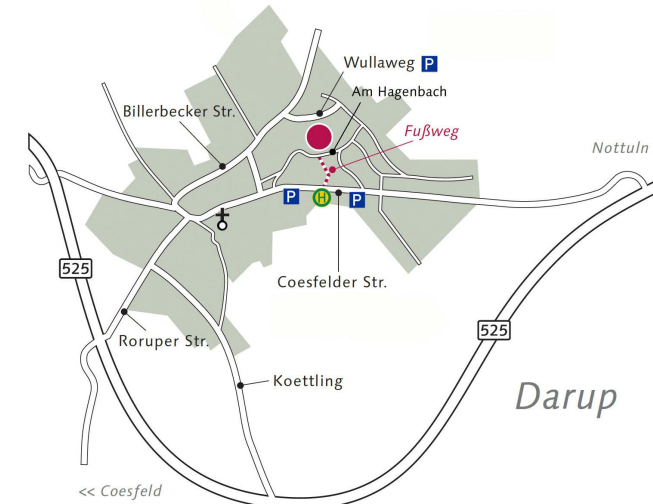 Wullaweg P
Am Hagenbach
Billerbecker Str.
Fußweg
Nottuln
P H P
525
Coesfelder Str.
525
Roruper Str.
Koettling
Darup
<< Coesfeld